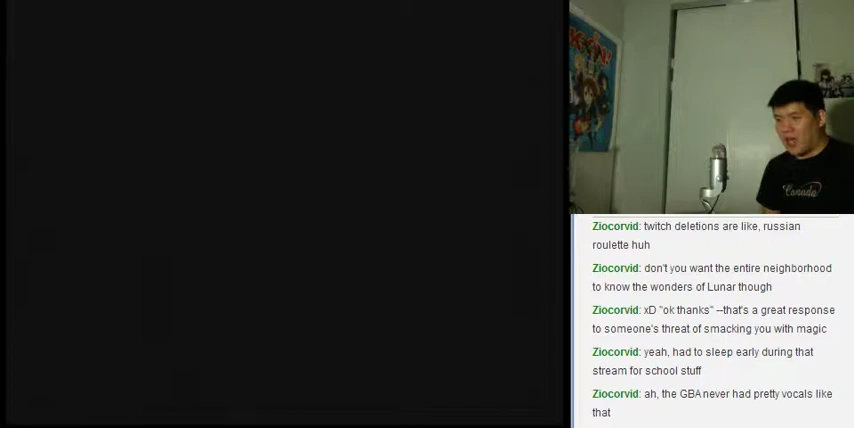 Canada
Ziocorvid: twitch deletions are like, russian
roulette huh
Ziocorvid: don't you want the entire neighborhood
to know the wonders of Lunar though
Ziocorvid: xD "ok thanks" --that's a great response
to someone's threat of smacking you with magic
Ziocorvid: yeah, had to sleep early during that
stream for school stuff
Ziocorvid: ah, the GBA never had pretty vocals like
that